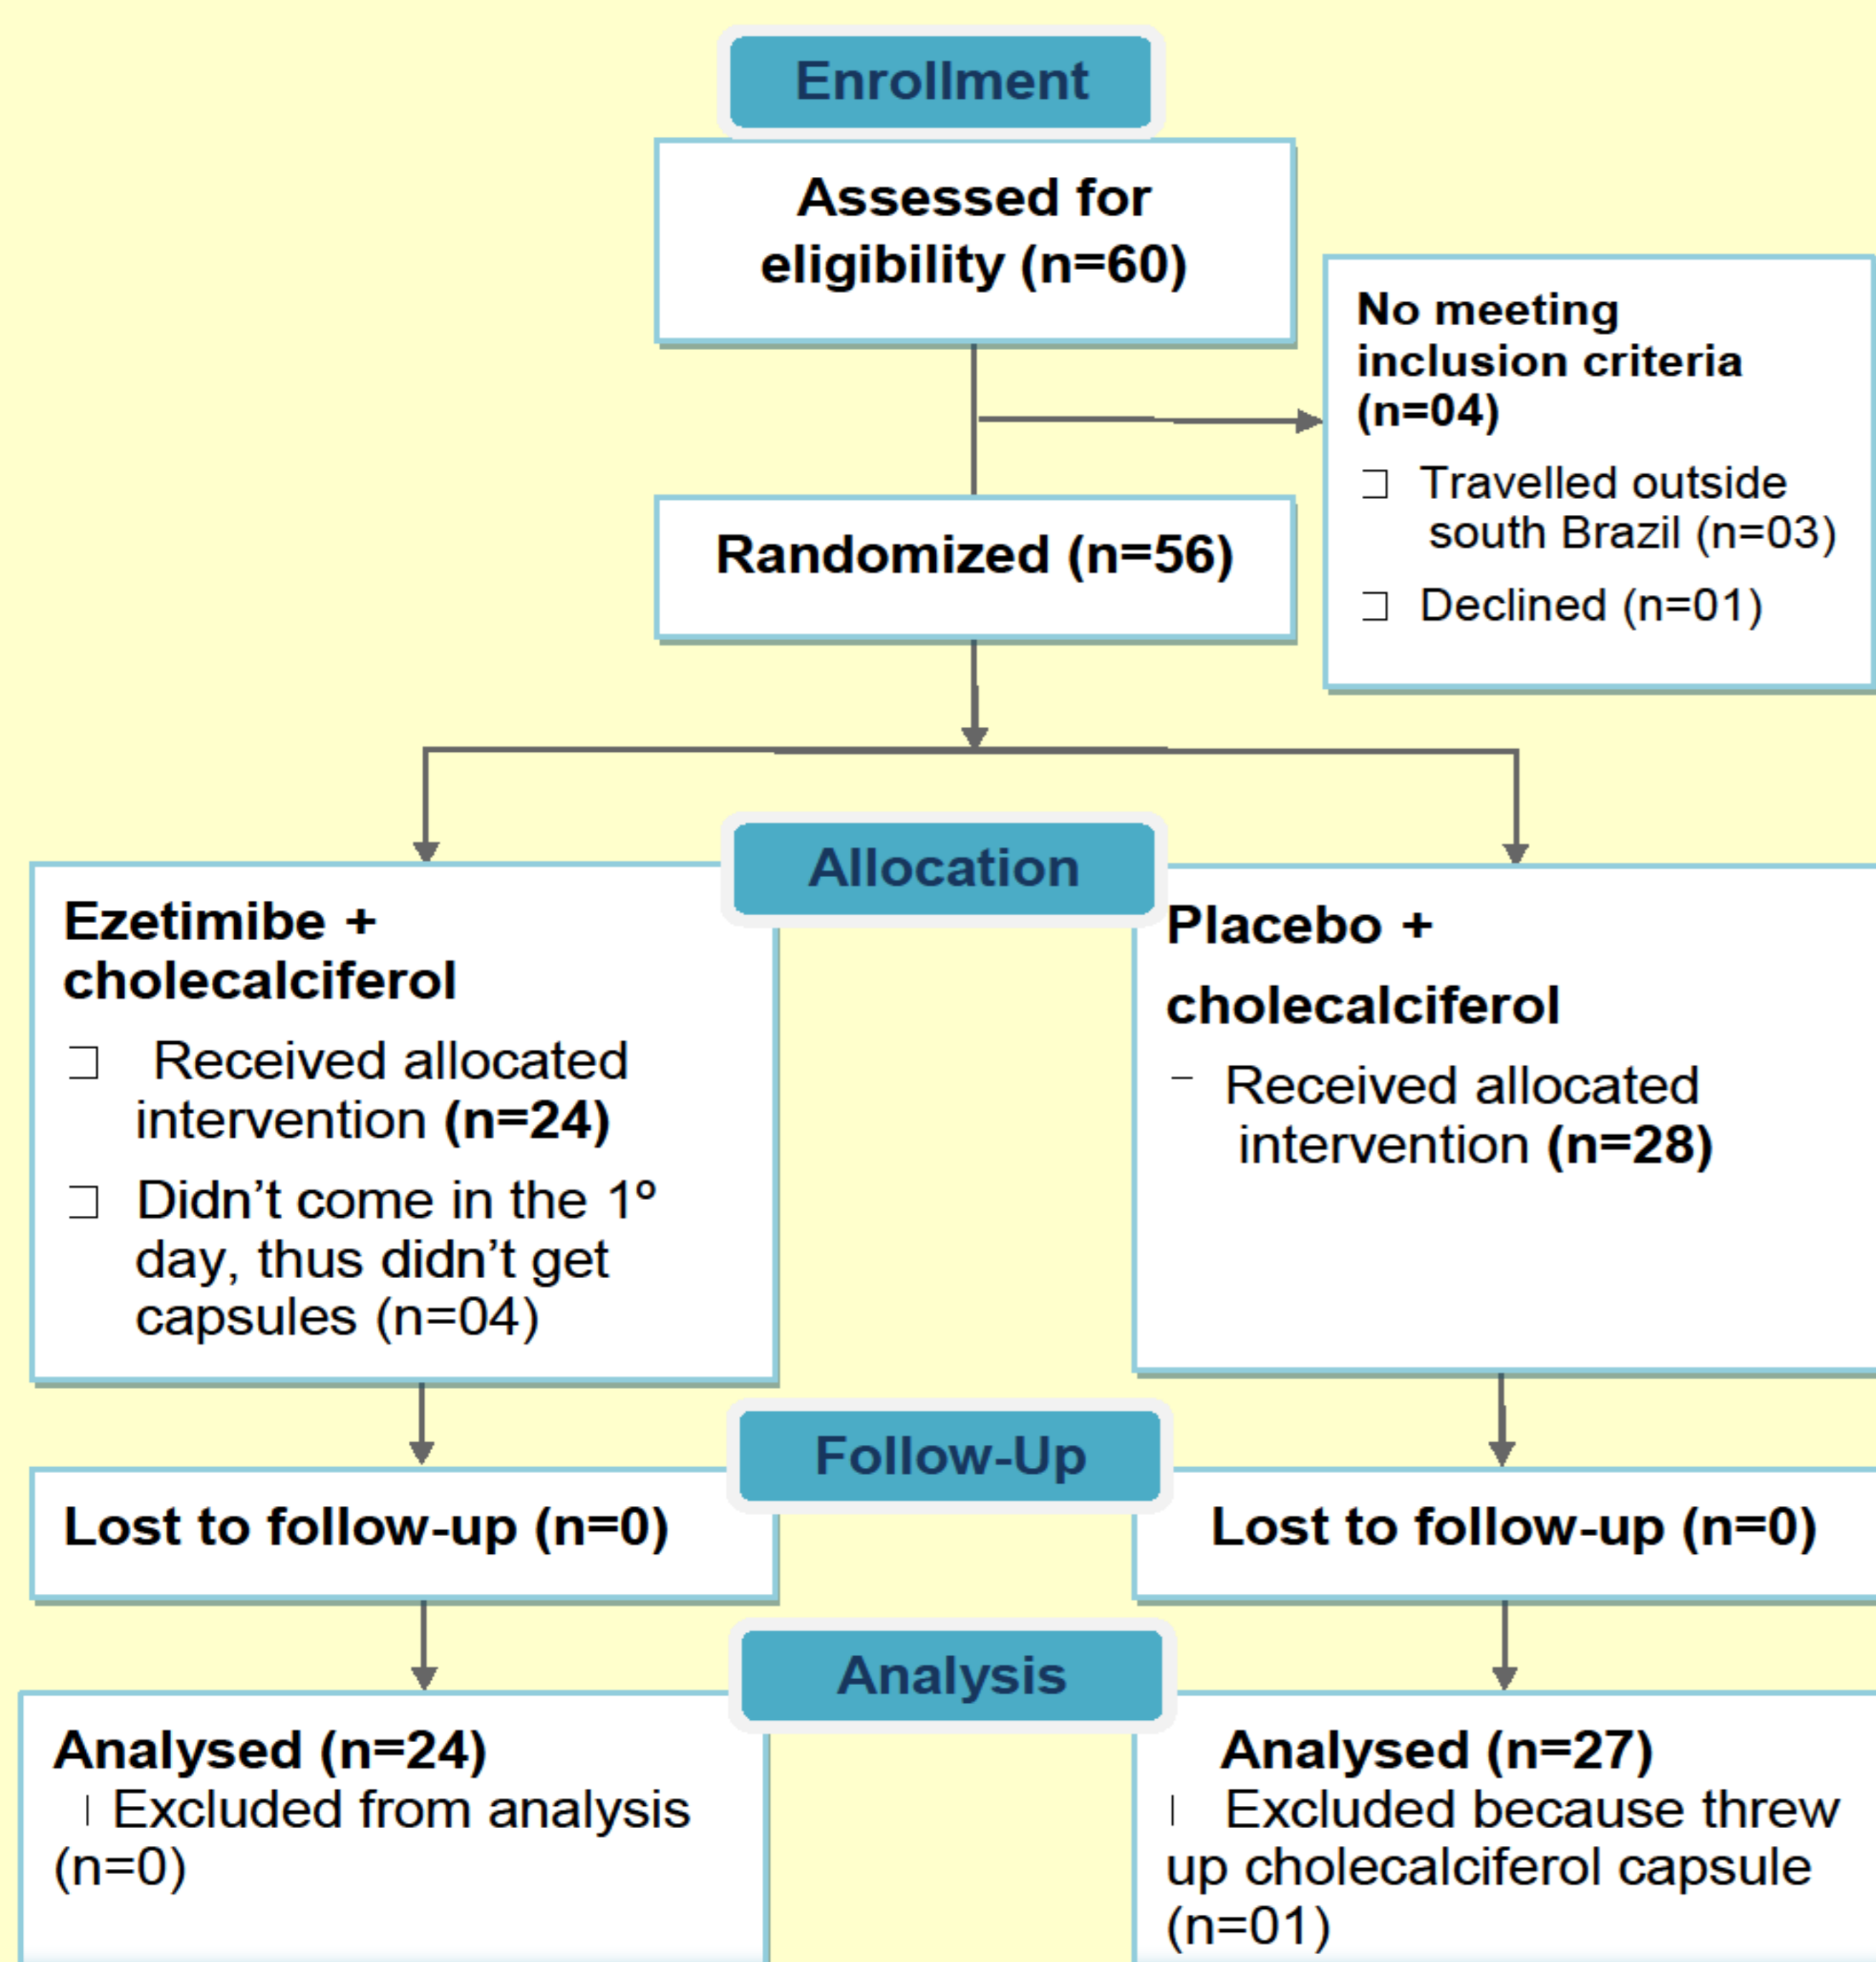 Enrollment
Assessed for
eligibility (n=60)
No meeting
inclusion criteria
(n=04)
Travelled outside
south Brazil (n=03)
Declined (n=01)
Randomized (n=56)
Allocation
Ezetimibe +
cholecalciferol
Received allocated
intervention (n=24)
Didn’t come in the 1º
day, thus didn’t get
capsules (n=04)
Placebo +
cholecalciferol
– Received allocated
intervention (n=28)
Follow-Up
Lost to follow-up (n=0)
Lost to follow-up (n=0)
Analysis
Analysed (n=24)
Excluded from analysis
(n=0)
Analysed (n=27)
Excluded because threw
up cholecalciferol capsule
(n=01)